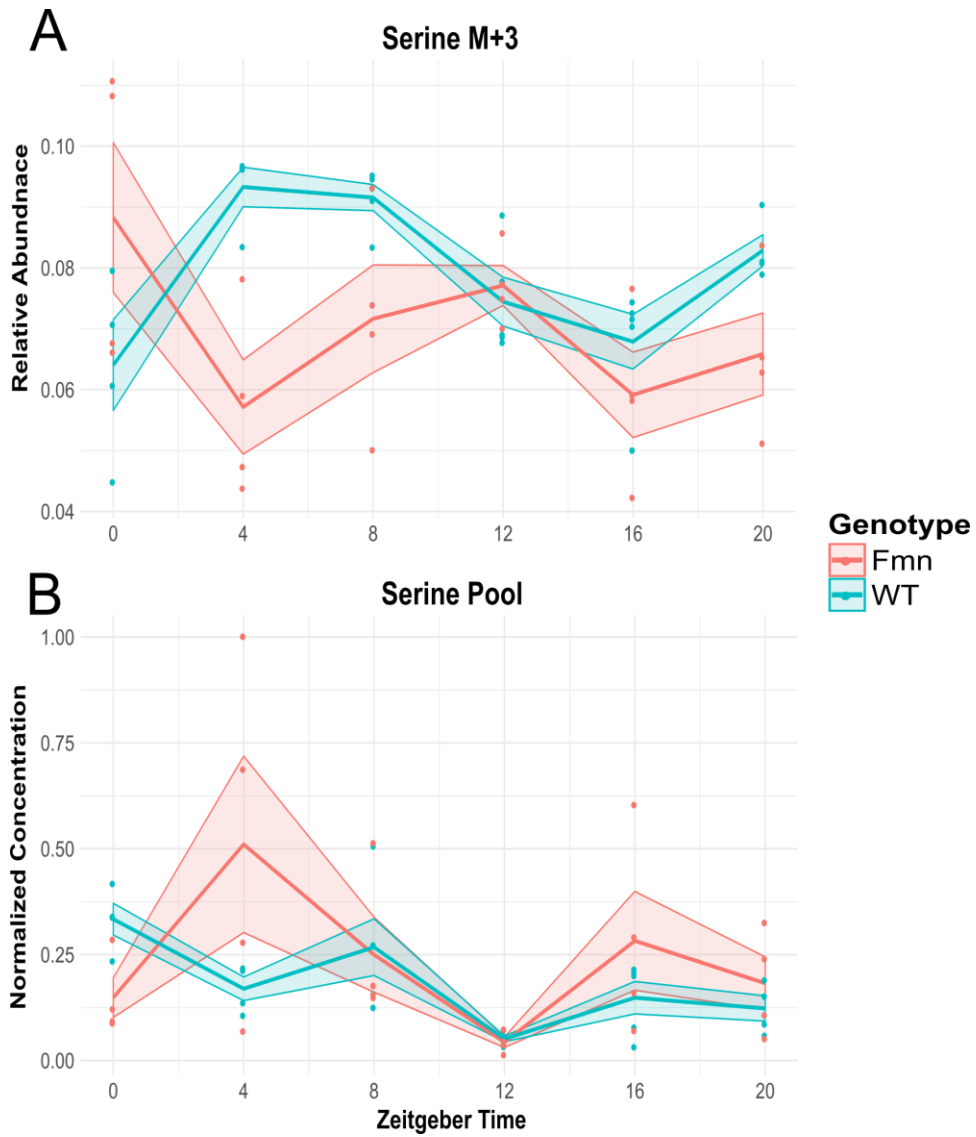 A
Serine M+3
Relative Abundnace
0.10
0.08
0.06
0.04
0 4 8 12 16 20
Genotype
Fmn
WT
B
Serine Pool
Normalized Concentration
1.00
0.75
0.50
0.25
0.00
0 4 8 12 16 20
Zeitgeber Time